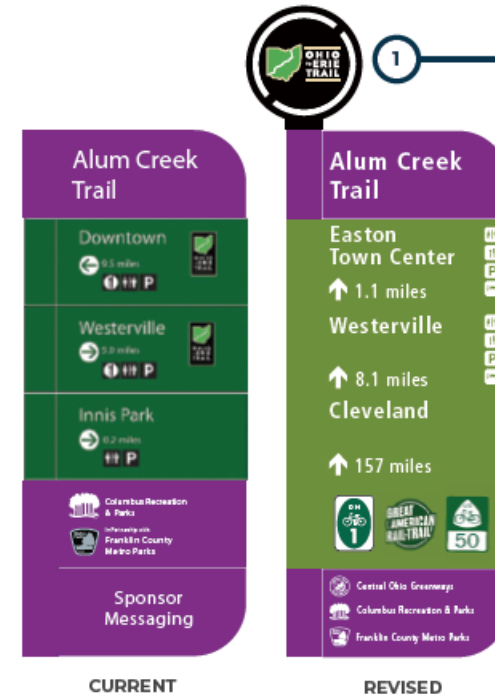 OHIO
TO ERIE
TRAIL
1
Alum Creek
Trail
Downtown
9.5 miles
P
Westerville
5.0 miles
P
Innis Park
0.2 miles
P
Columbus Recreation
& Parks
In Partnership with
Franklin County
Metro Parks
Sponsor
Messaging
CURRENT
Alum Creek
Trail
Easton
Town Center
P
1.1 miles
Westerville
P
8.1 miles
Cleveland
157 miles
OH
1
GREAT
AMERICAN
RAIL-TRAIL
50
Central Ohio Greenways
Columbus Recreation & Parks
Franklin County Metro Parks
REVISED